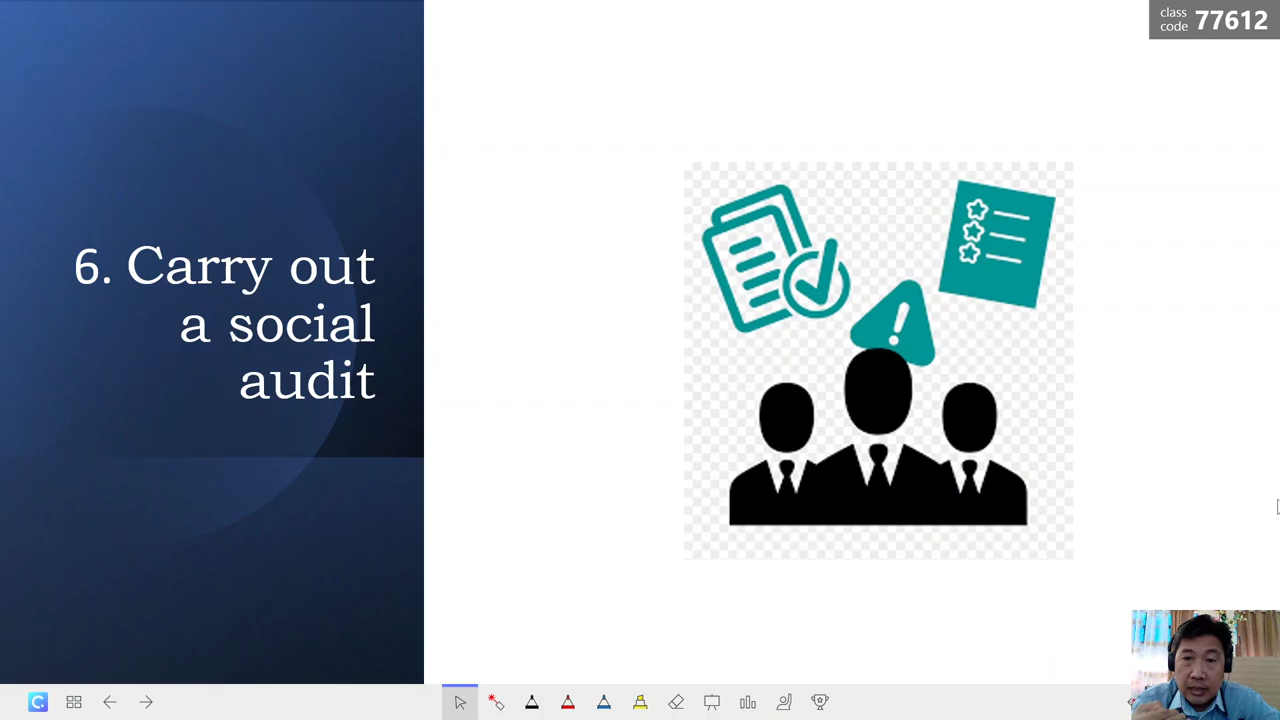 class
code 77612
6. Carry out
a social
audit